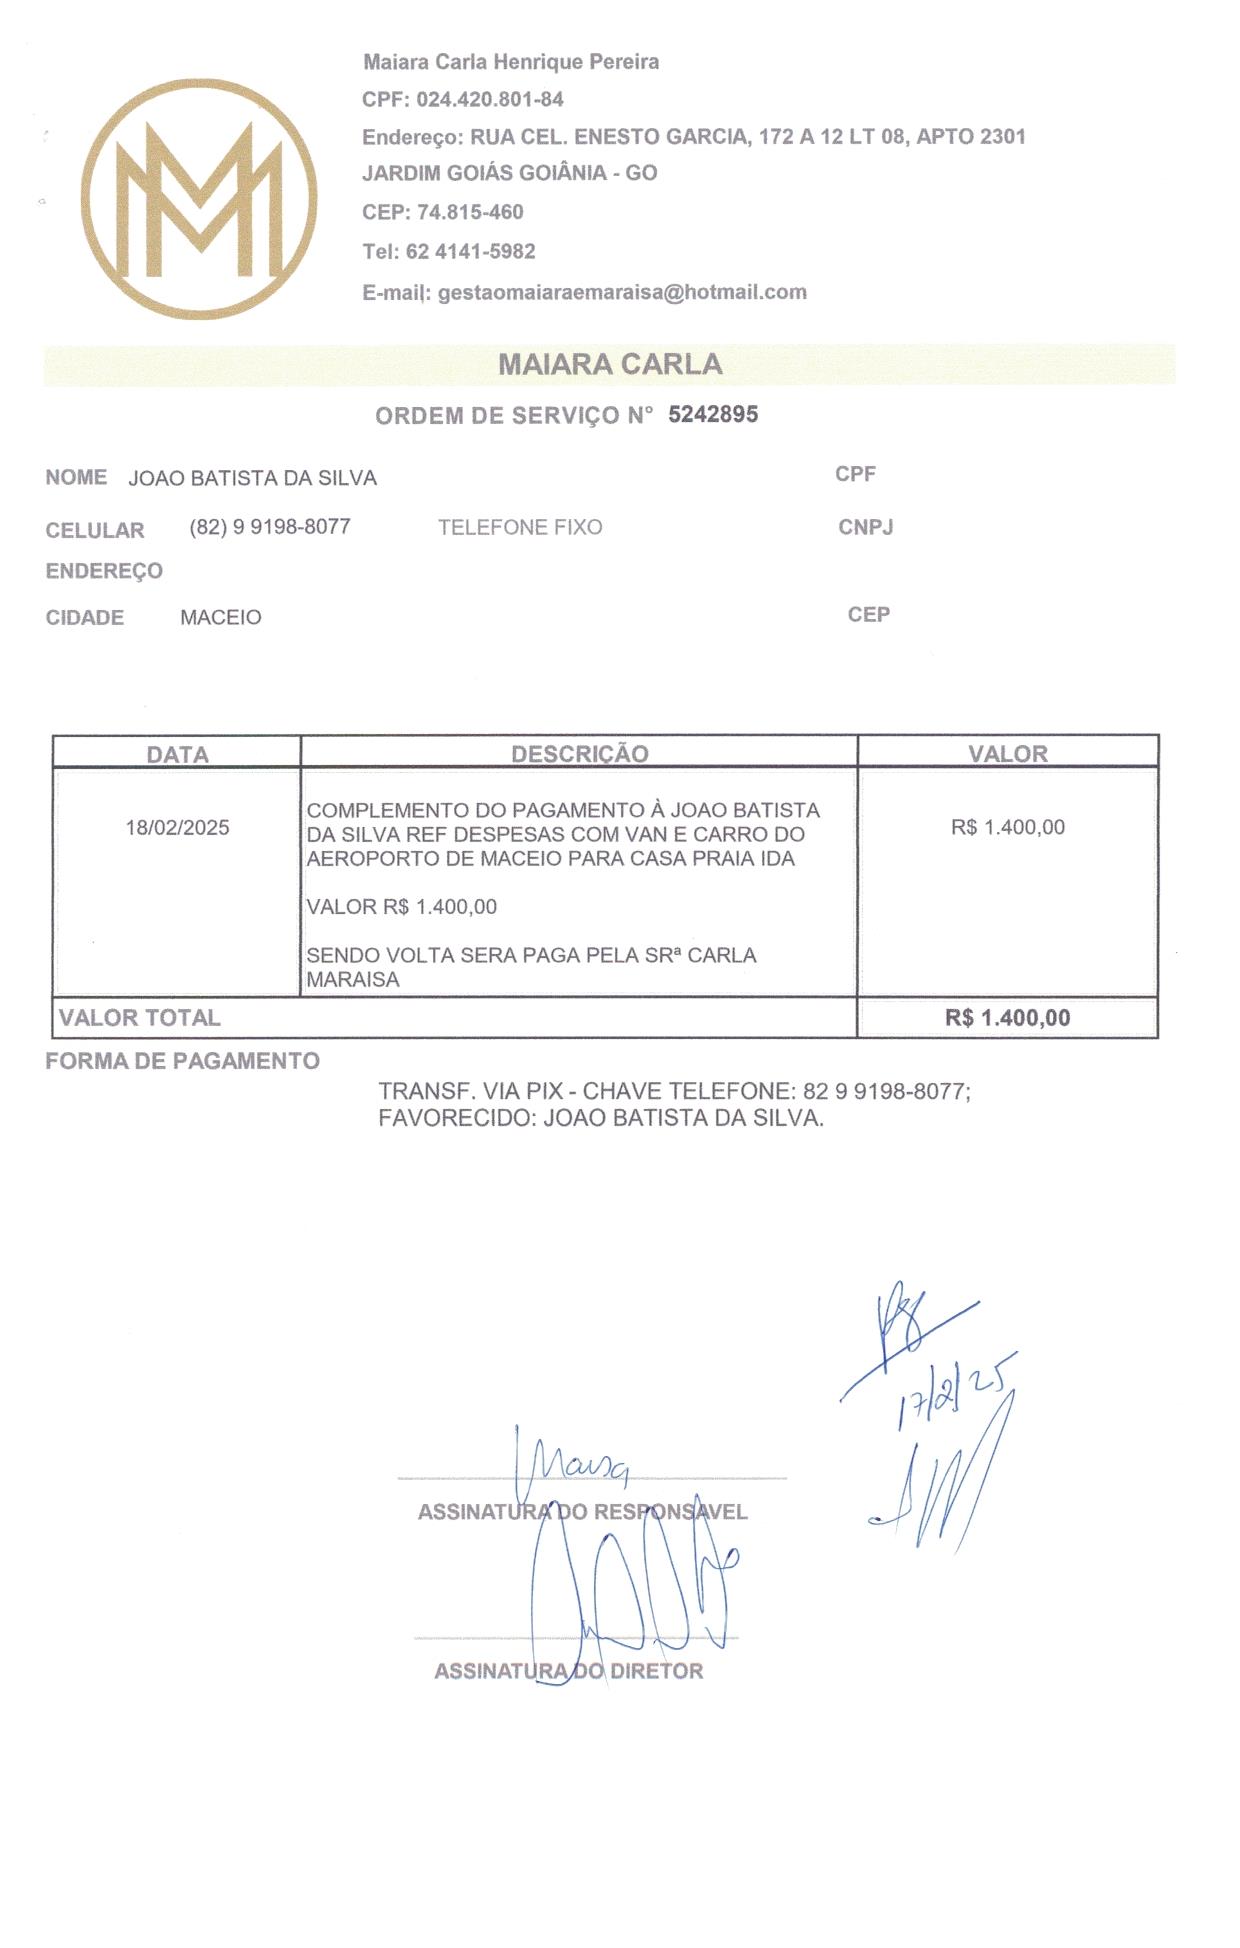 Maiara Carla Henrique Pereira
CPF: 024.420.801-84
Endereço: RUA CEL. ENESTO GARCIA, 172 A 12 LT 08, APTO 2301
JARDIM GOIÁS GOIÂNIA - GO
CEP: 74.815-460
Tel: 62 4141-5982
E-mail: gestaomaiaraemaraisa@hotmail.com
MAIARA CARLA
ORDEM DE SERVIÇO N° 5242895
NOME JOAO BATISTA DA SILVA CPF
CELULAR (82) 9 9198-8077 TELEFONE FIXO CNPJ
ENDEREÇO
CIDADE MACEIO CEP
DATA DESCRIÇÃO VALOR
18/02/2025 COMPLEMENTO DO PAGAMENTO À JOAO BATISTA R$ 1.400,00
DA SILVA REF DESPESAS COM VAN E CARRO DO
AEROPORTO DE MACEIO PARA CASA PRAIA IDA
VALOR R$ 1.400,00
SENDO VOLTA SERA PAGA PELA SRª CARLA
MARAISA
VALOR TOTAL R$ 1.400,00
FORMA DE PAGAMENTO
TRANSF. VIA PIX - CHAVE TELEFONE: 82 9 9198-8077;
FAVORECIDO: JOAO BATISTA DA SILVA.
17/2/25
ASSINATURA DO RESPONSAVEL
ASSINATURA DO DIRETOR